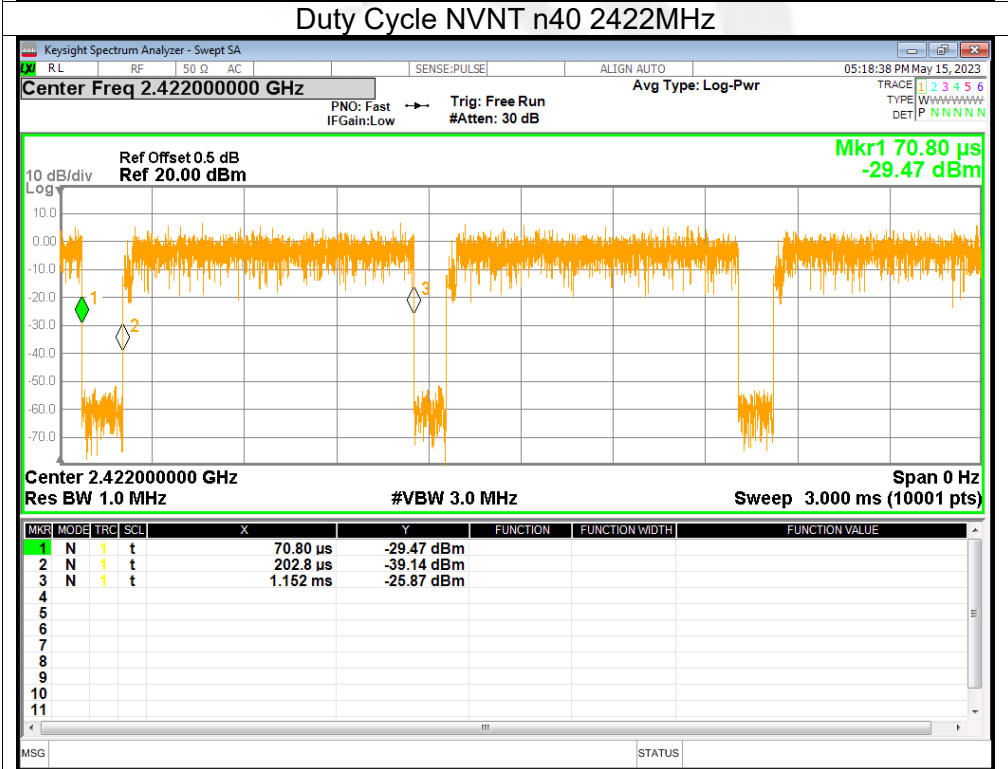 Duty Cycle NVNT n40 2422MHz
Keysight Spectrum Analyzer - Swept SA
LXI RL RF 50 Ω AC SENSE:PULSE ALIGN AUTO 05:18:38 PM May 15, 2023
Center Freq 2.422000000 GHz Avg Type: Log-Pwr TRACE 1 2 3 4 5 6
PNO: Fast Trig: Free Run TYPE WWWWWWW
IFGain:Low #Atten: 30 dB DET P N N N N N
Mkr1 70.80 µs
Ref Offset 0.5 dB
10 dB/div Ref 20.00 dBm -29.47 dBm
Log
10.0
0.00
-10.0
-20.0
-30.0
-40.0
-50.0
-60.0
-70.0
1
2
3
Center 2.422000000 GHz Span 0 Hz
Res BW 1.0 MHz #VBW 3.0 MHz Sweep 3.000 ms (10001 pts)
MKR MODE TRC SCL X Y FUNCTION FUNCTION WIDTH FUNCTION VALUE
1 N 1 t 70.80 µs -29.47 dBm
2 N 1 t 202.8 µs -39.14 dBm
3 N 1 t 1.152 ms -25.87 dBm
4
5
6
7
8
9
10
11
MSG STATUS